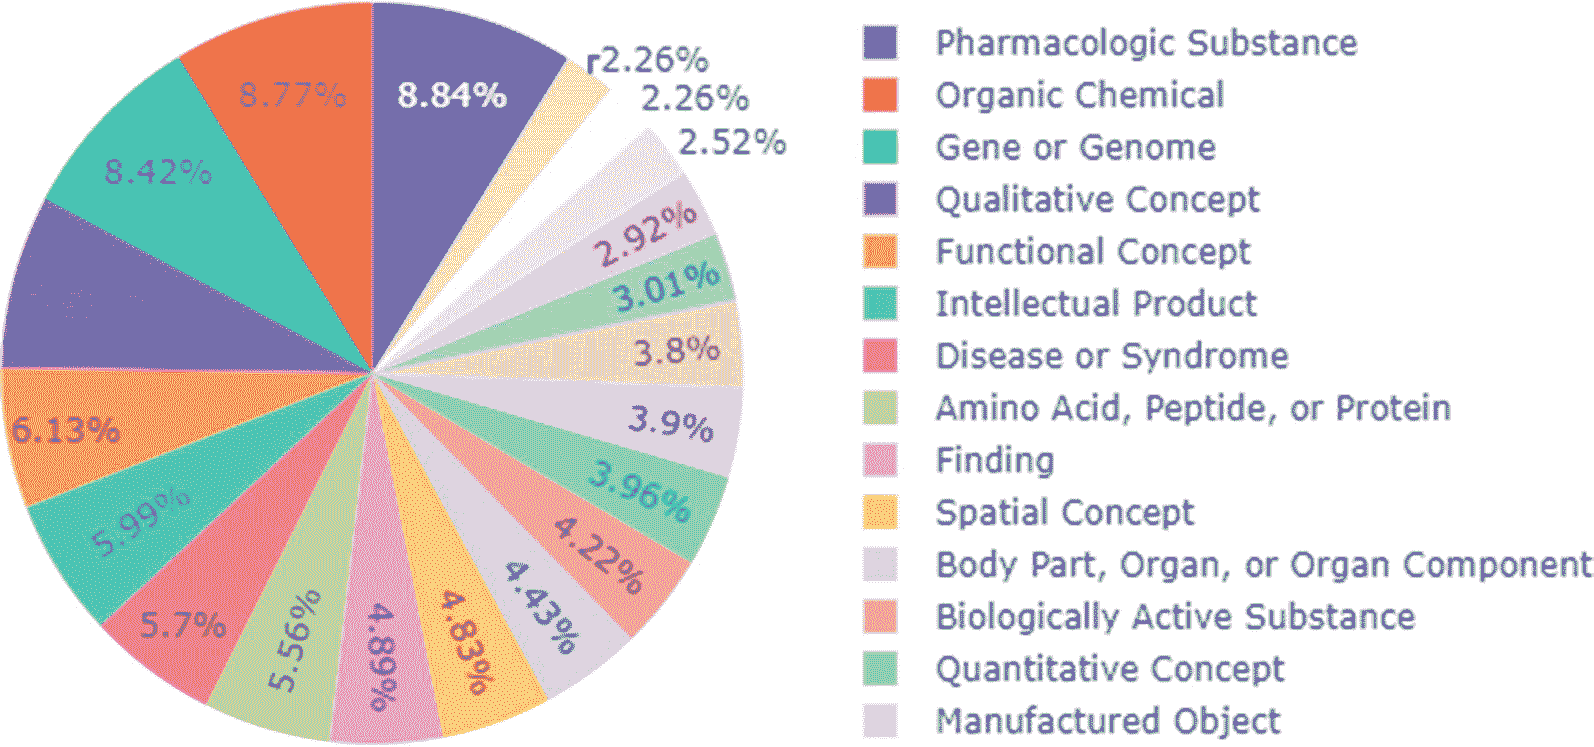 8.77%
8.84%
r2.26%
2.26%
2.52%
8.42%
2.92%
3.01%
3.8%
3.9%
6.13%
3.96%
5.99%
4.22%
5.7%
5.56%
4.89%
4.83%
4.43%
Pharmacologic Substance
Organic Chemical
Gene or Genome
Qualitative Concept
Functional Concept
Intellectual Product
Disease or Syndrome
Amino Acid, Peptide, or Protein
Finding
Spatial Concept
Body Part, Organ, or Organ Component
Biologically Active Substance
Quantitative Concept
Manufactured Object